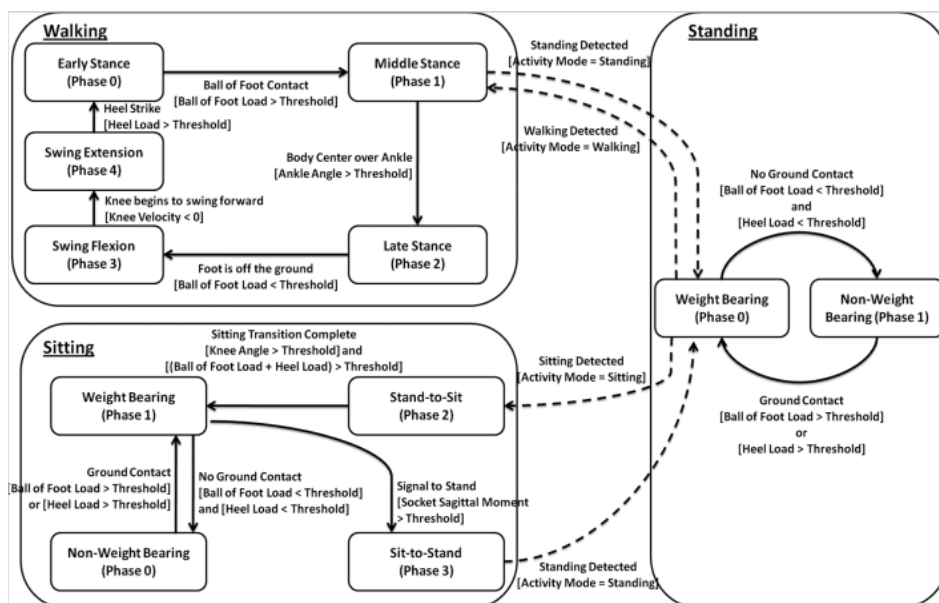 Walking
Early Stance
(Phase 0)
Ball of Foot Contact
[Ball of Foot Load > Threshold]
Middle Stance
(Phase 1)
Heel Strike
[Heel Load > Threshold]
Swing Extension
(Phase 4)
Body Center over Ankle
[Ankle Angle > Threshold]
Knee begins to swing forward
[Knee Velocity < 0]
Swing Flexion
(Phase 3)
Late Stance
(Phase 2)
Foot is off the ground
[Ball of Foot Load < Threshold]
Standing Detected
[Activity Mode = Standing]
Walking Detected
[Activity Mode = Walking]
Standing
No Ground Contact
[Ball of Foot Load < Threshold]
and
[Heel Load < Threshold]
Weight Bearing
(Phase 0)
Non-Weight
Bearing (Phase 1)
Ground Contact
[Ball of Foot Load > Threshold]
or
[Heel Load > Threshold]
Sitting Detected
[Activity Mode = Sitting]
Sitting
Sitting Transition Complete
[Knee Angle > Threshold] and
[(Ball of Foot Load + Heel Load) > Threshold]
Weight Bearing
(Phase 1)
Stand-to-Sit
(Phase 2)
Ground Contact
[Ball of Foot Load > Threshold]
or [Heel Load > Threshold]
No Ground Contact
[Ball of Foot Load < Threshold]
and [Heel Load < Threshold]
Signal to Stand
[Socket Sagittal Moment
> Threshold]
Non-Weight Bearing
(Phase 0)
Sit-to-Stand
(Phase 3)
Standing Detected
[Activity Mode = Standing]